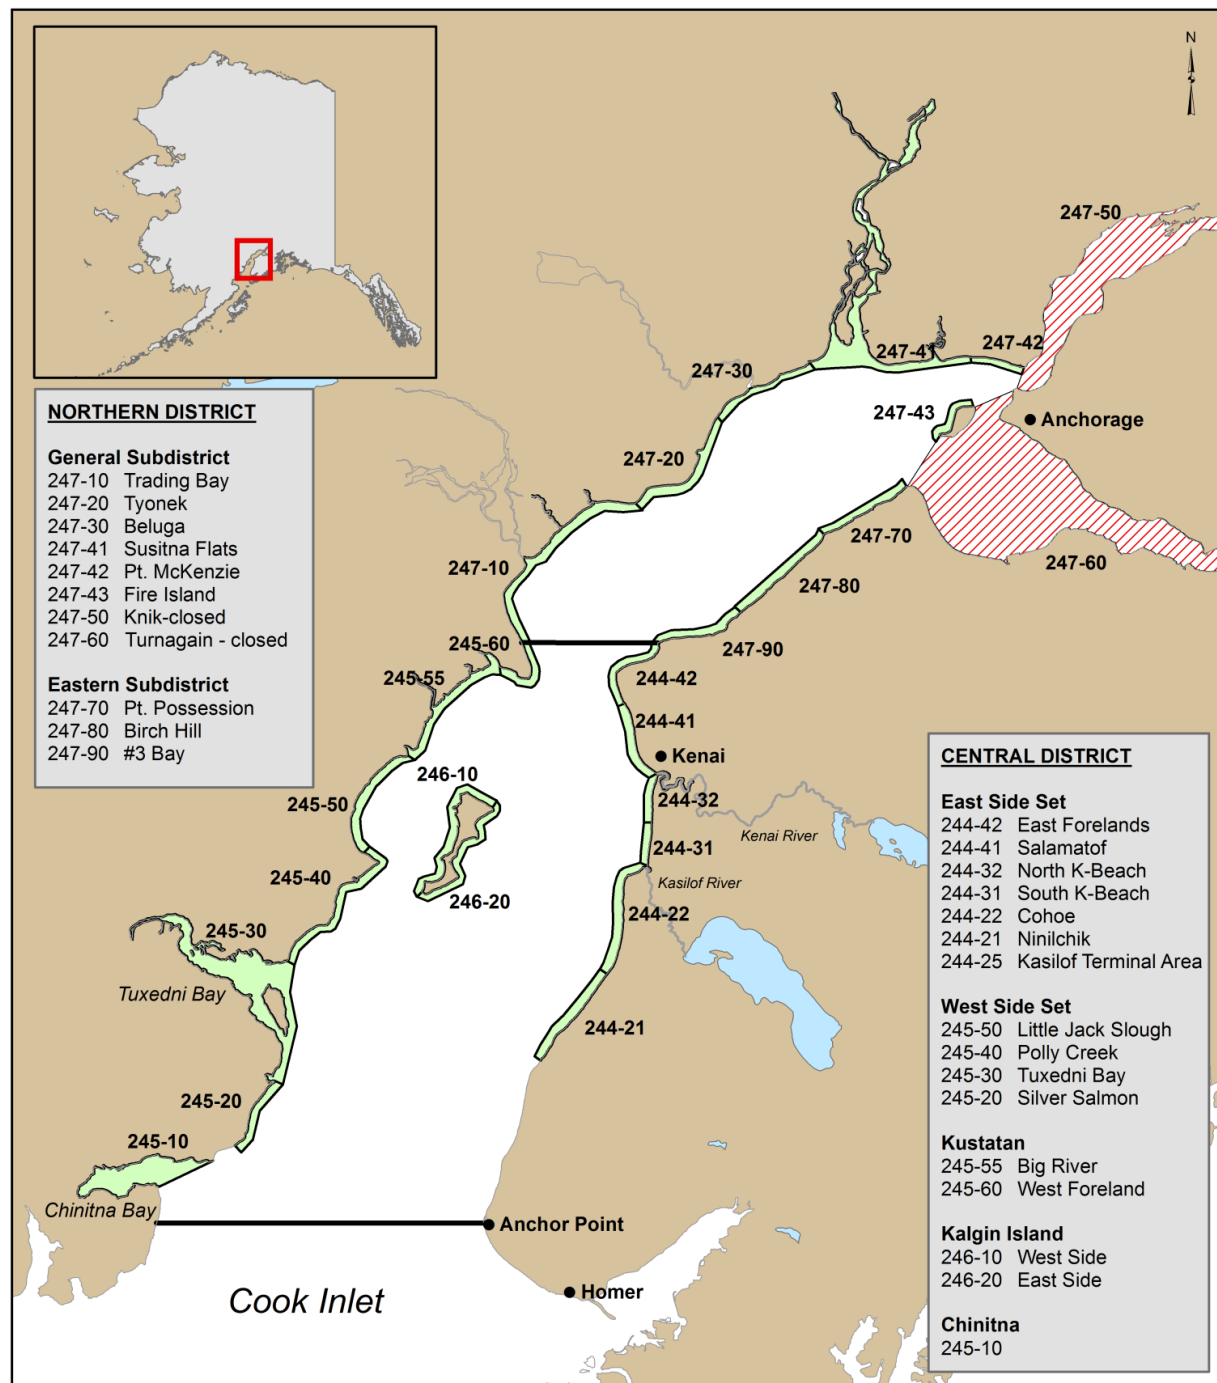 N
247-50
247-42
247-41
247-30
247-43
Anchorage
247-20
247-70
247-60
247-10
247-80
245-60
247-90
245-55
244-42
244-41
Kenai
246-10
245-50
244-32
Kenai River
244-31
245-40
Kasilof River
246-20
244-22
245-30
Tuxedni Bay
244-21
245-20
245-10
Chinitna Bay
Anchor Point
Homer
Cook Inlet
NORTHERN DISTRICT
General Subdistrict
247-10 Trading Bay
247-20 Tyonek
247-30 Beluga
247-41 Susitna Flats
247-42 Pt. McKenzie
247-43 Fire Island
247-50 Knik-closed
247-60 Turnagain - closed
Eastern Subdistrict
247-70 Pt. Possession
247-80 Birch Hill
247-90 #3 Bay
CENTRAL DISTRICT
East Side Set
244-42 East Forelands
244-41 Salamatof
244-32 North K-Beach
244-31 South K-Beach
244-22 Cohoe
244-21 Ninilchik
244-25 Kasilof Terminal Area
West Side Set
245-50 Little Jack Slough
245-40 Polly Creek
245-30 Tuxedni Bay
245-20 Silver Salmon
Kustatan
245-55 Big River
245-60 West Foreland
Kalgin Island
246-10 West Side
246-20 East Side
Chinitna
245-10